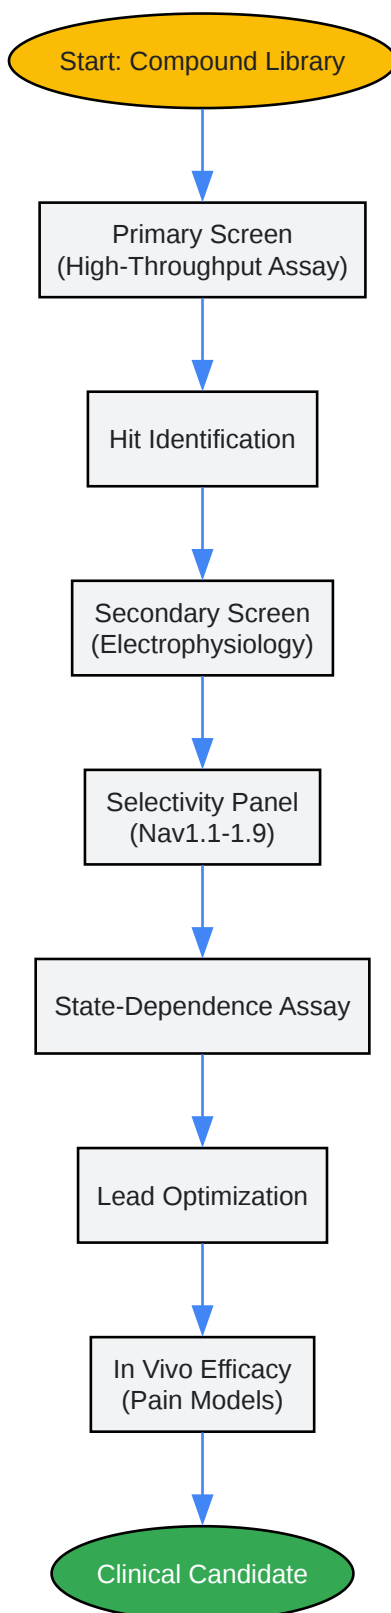 Start: Compound Library
Primary Screen
(High-Throughput Assay)
Hit Identification
Secondary Screen
(Electrophysiology)
Selectivity Panel
(Nav1.1-1.9)
State-Dependence Assay
Lead Optimization
In Vivo Efficacy
(Pain Models)
Clinical Candidate